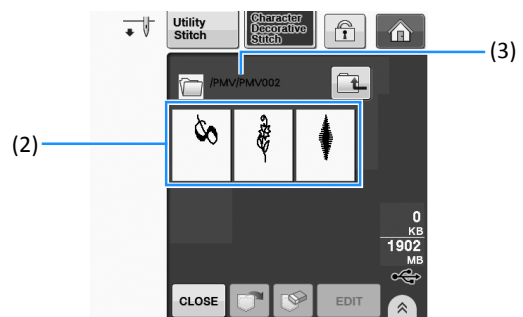 Utility
Stitch
Character
Decorative
Stitch
(3)
/PMV/PMV002
(2)
0
KB
1902
MB
CLOSE
EDIT